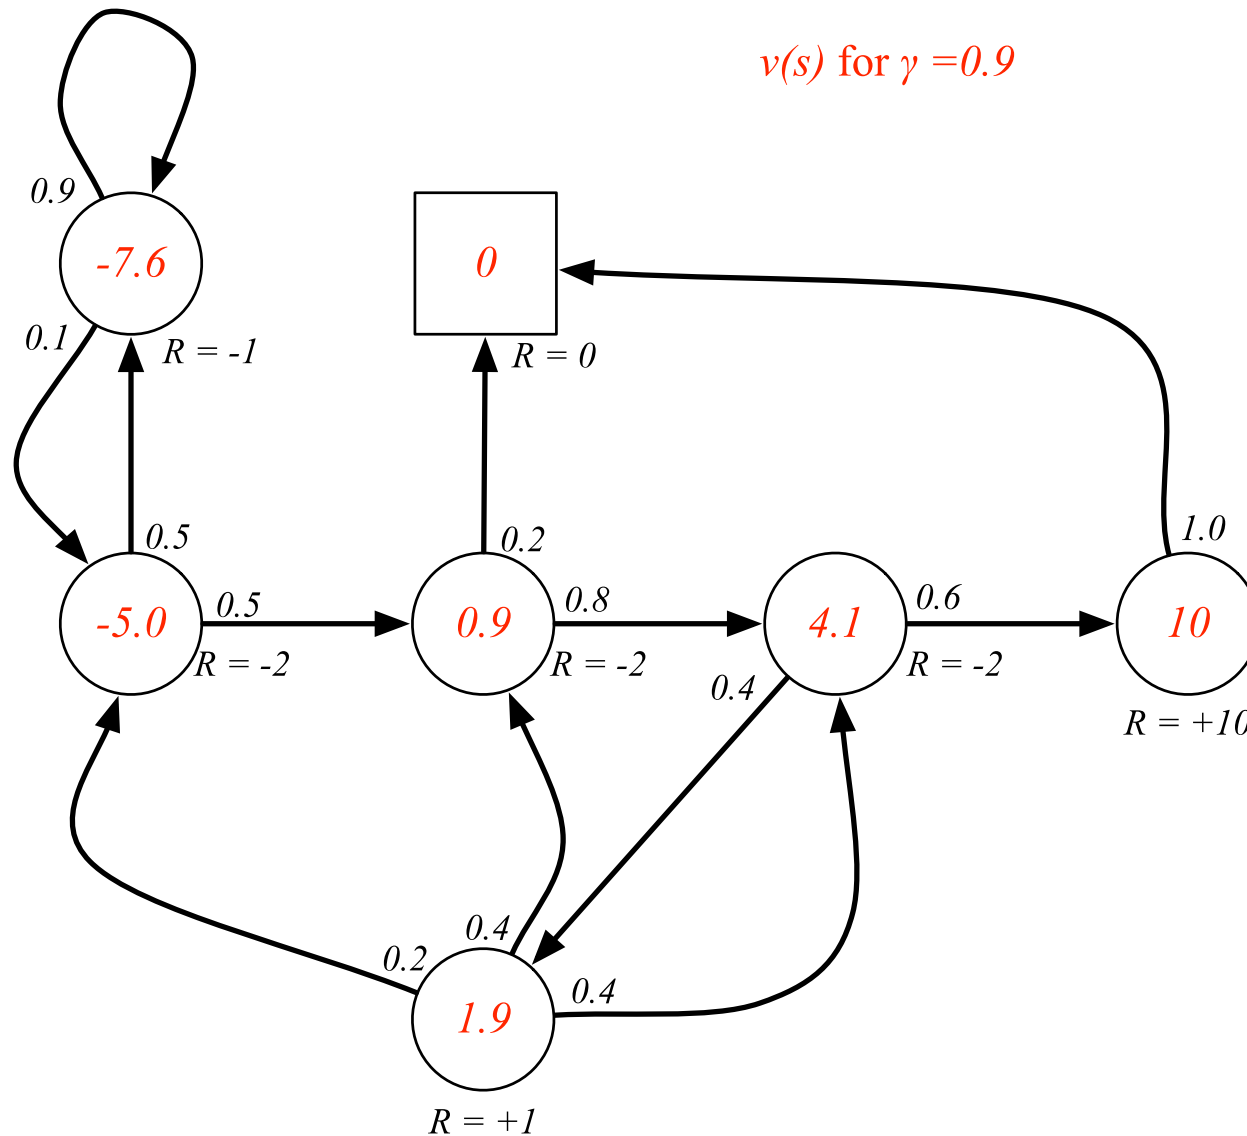 v(s) for γ =0.9
0.9
-7.6
0
0.1
R = -1
R = 0
0.5
0.2
1.0
-5.0
0.5
0.9
0.8
4.1
0.6
10
R = -2
R = -2
R = -2
0.4
R = +10
0.4
0.2
0.4
1.9
R = +1